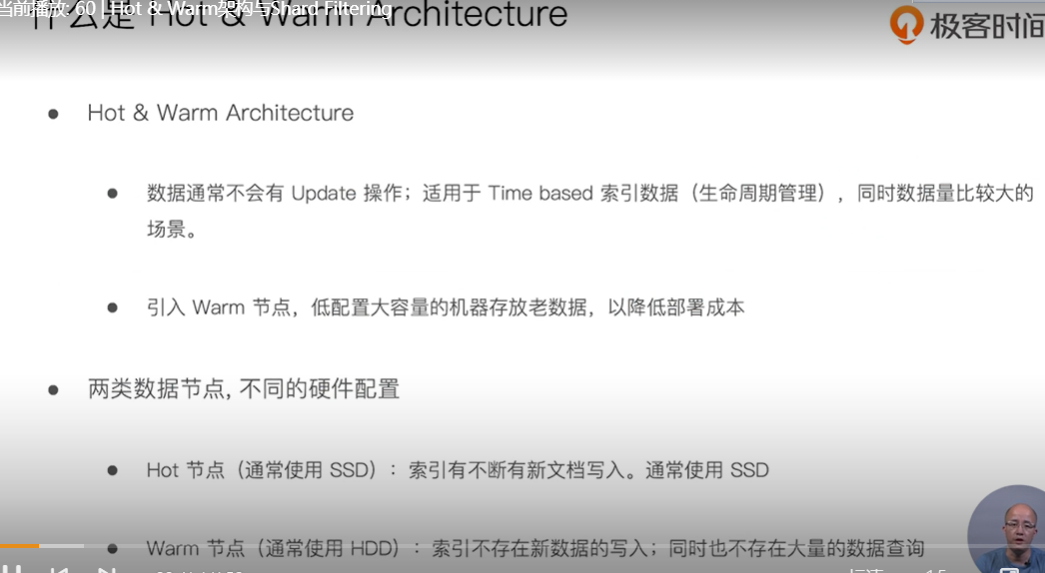 当前播放: 60 | Hot & Warm架构与Shard Filtering
什么是 Hot & Warm Architecture
极客时间
Hot & Warm Architecture
数据通常不会有 Update 操作；适用于 Time based 索引数据（生命周期管理），同时数据量比较大的
场景。
引入 Warm 节点，低配置大容量的机器存放老数据，以降低部署成本
两类数据节点, 不同的硬件配置
Hot 节点（通常使用 SSD）：索引有不断有新文档写入。通常使用 SSD
Warm 节点（通常使用 HDD）：索引不存在新数据的写入；同时也不存在大量的数据查询